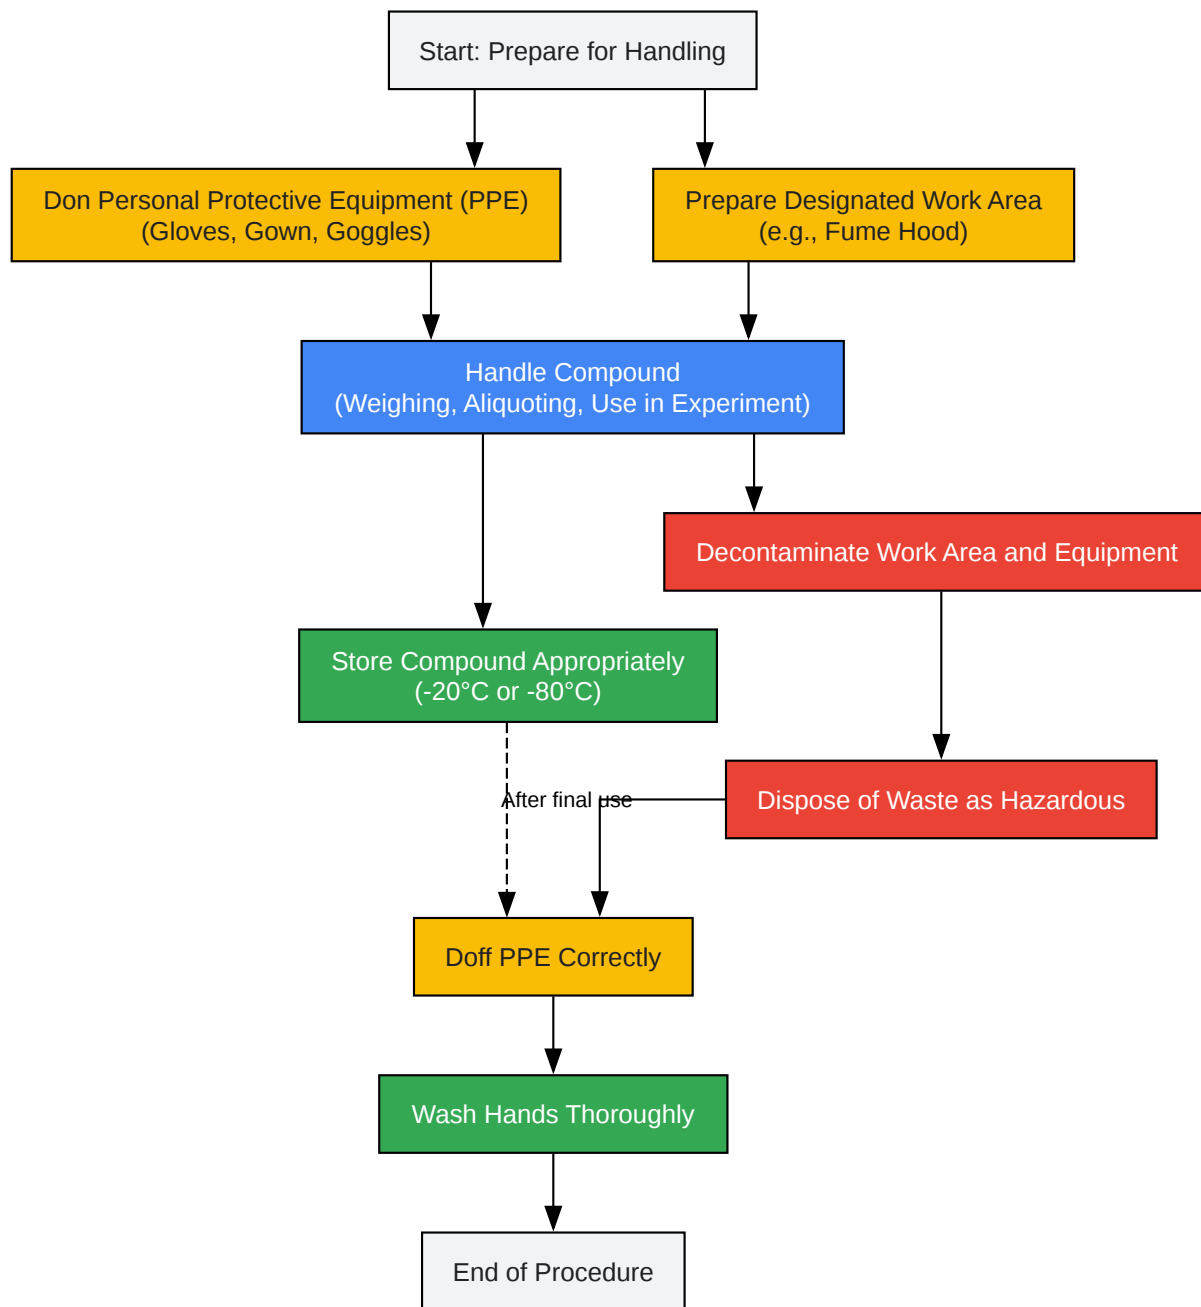 Start: Prepare for Handling
Don Personal Protective Equipment (PPE)
(Gloves, Gown, Goggles)
Prepare Designated Work Area
(e.g., Fume Hood)
Handle Compound
(Weighing, Aliquoting, Use in Experiment)
Decontaminate Work Area and Equipment
Store Compound Appropriately
(-20°C or -80°C)
After final use
Dispose of Waste as Hazardous
Doff PPE Correctly
Wash Hands Thoroughly
End of Procedure